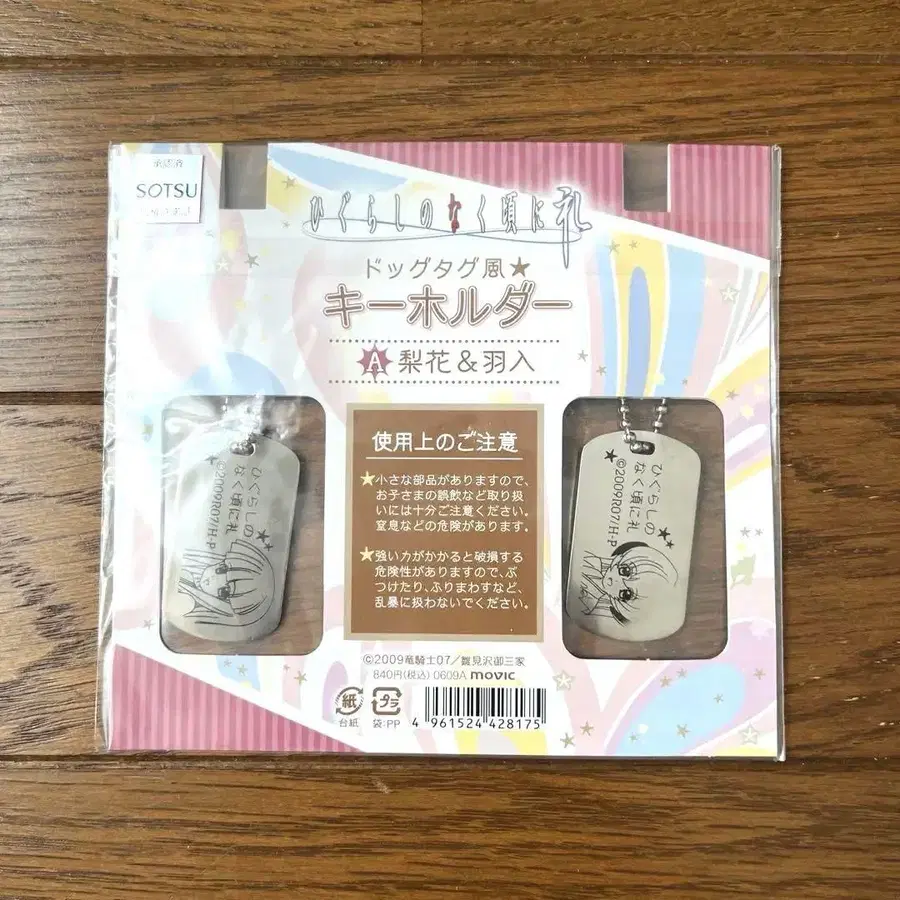 SOTSU
ひぐらしのなく頃に礼
ドッグタグ風★
キーホルダー
A 梨花&羽入
使用上のご注意
★小さな部品がありますので、
お子さまの誤飲など取り扱
いには十分ご注意ください。
窒息などの危険があります。
★強い力がかかると破損する
危険性がありますので、ぶ
つけたり、ふりまわすなど、
乱暴に扱わないでください。
★ひぐらしの
なく頃に礼★
©2009R07/H-P
★ひぐらしの
なく頃に礼★
©2009R07/H-P
©2009竜騎士07/雛見沢御三家
840円(税込) 0609A movic
紙
台紙
プラ
袋:PP
4 961524 428175